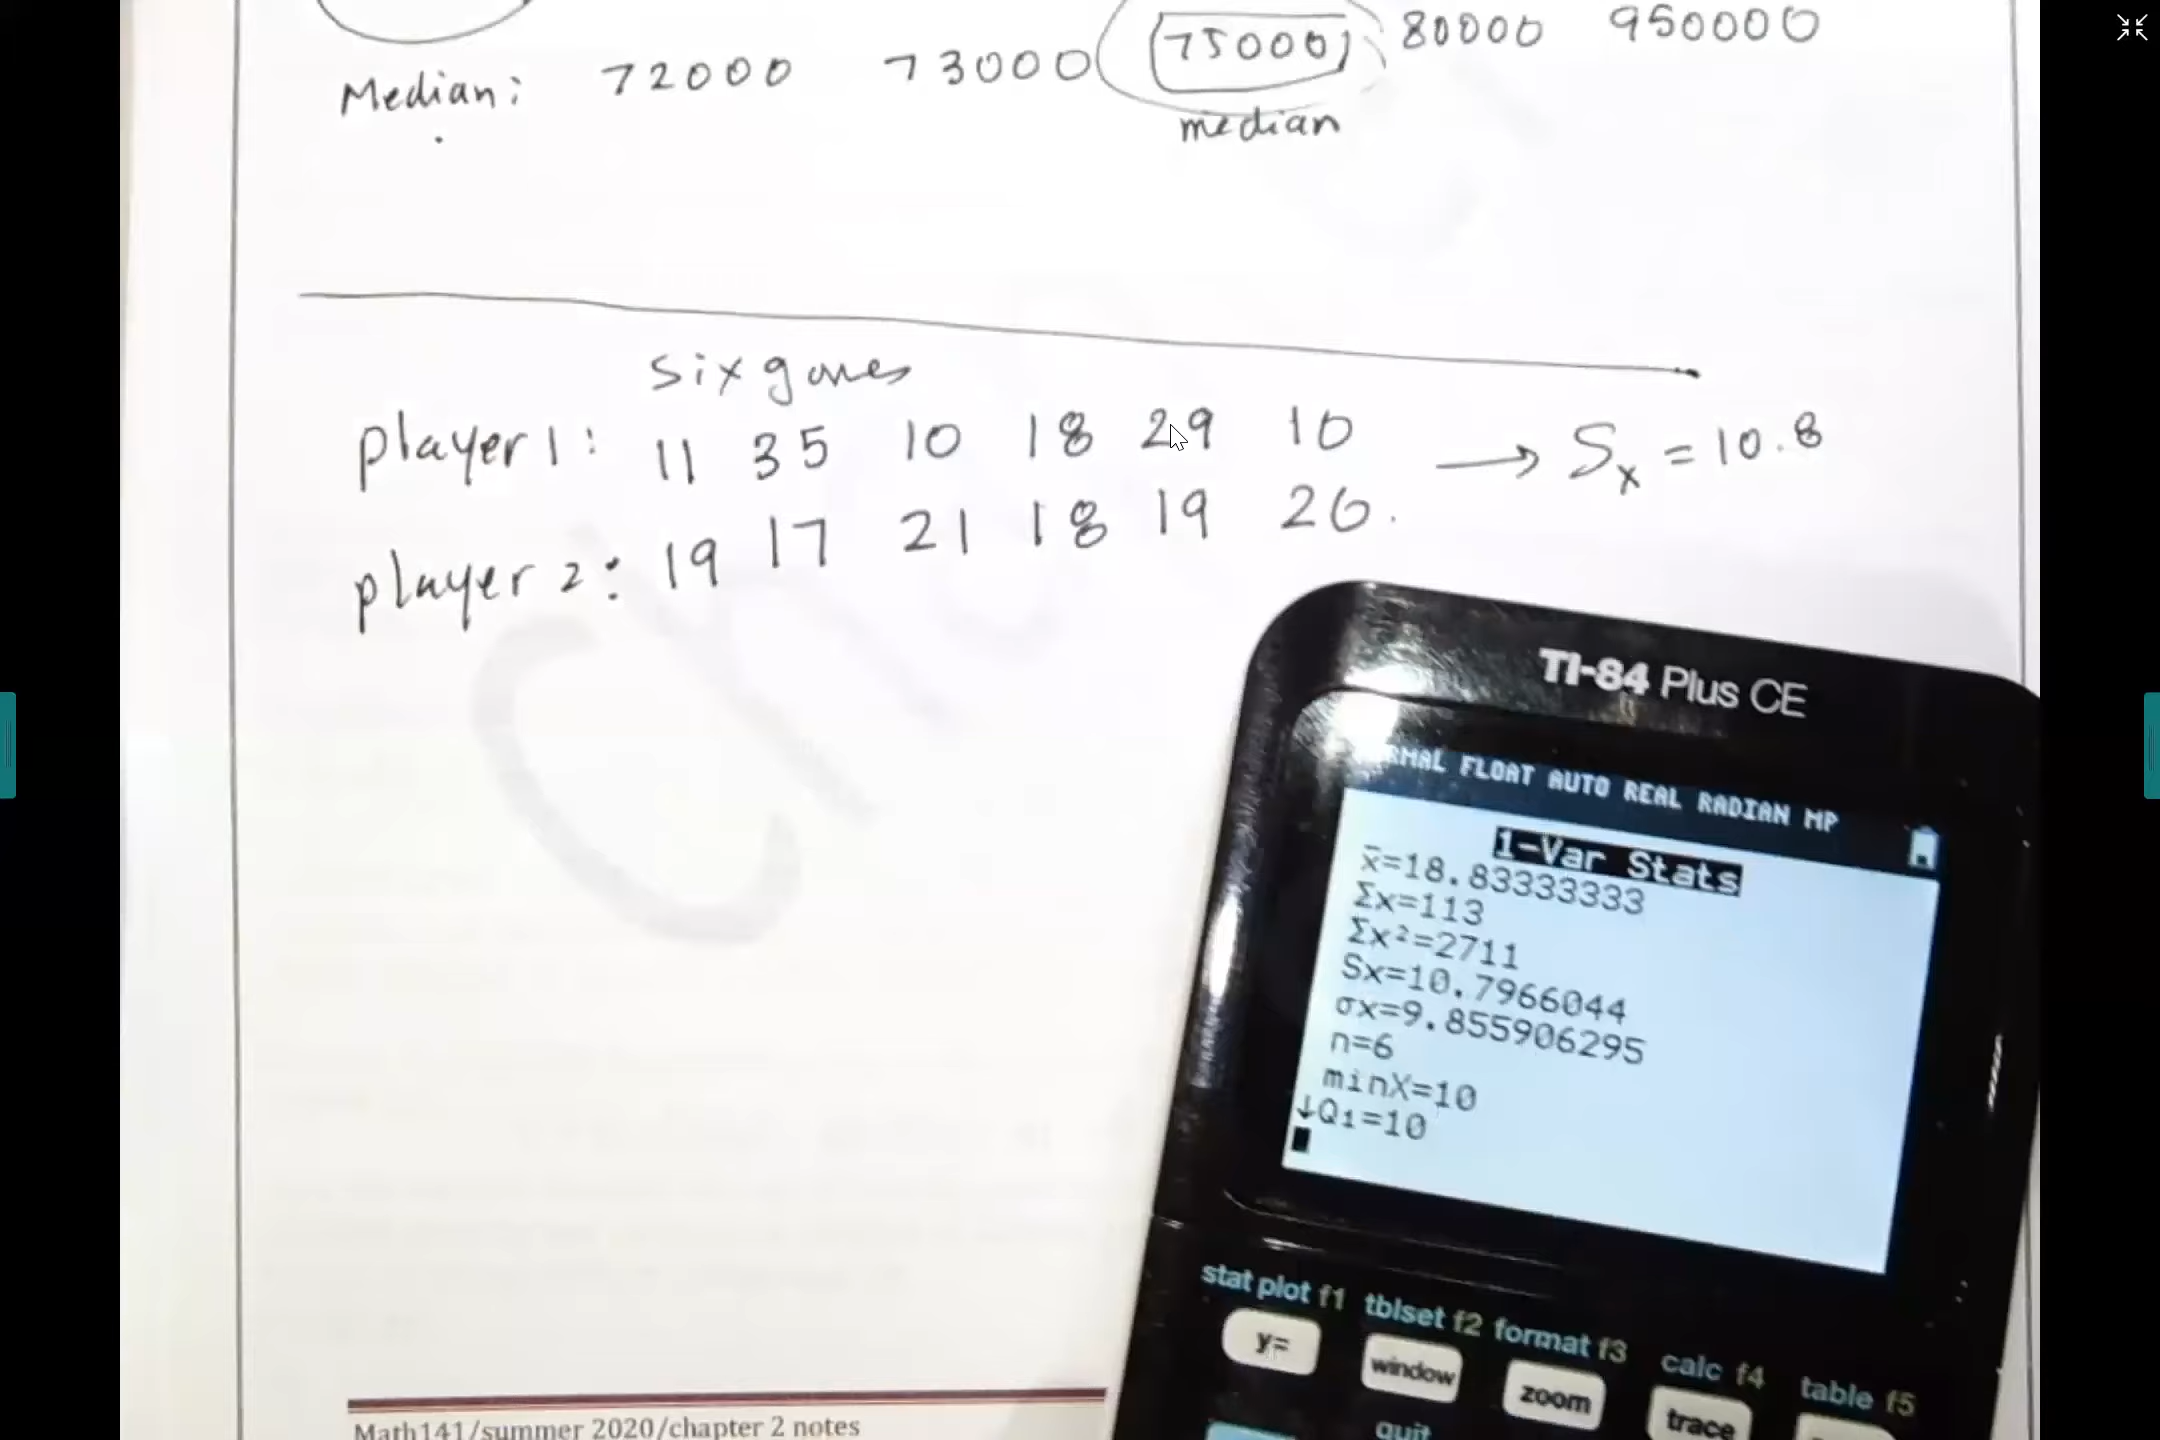 Median: 72000 73000 75000 80000 950000
median
six games
player 1: 11 35 10 18 29 10 → Sx = 10.8
player 2: 19 17 21 18 19 20.
TI-84 Plus CE
RMAL FLOAT AUTO REAL RADIAN MP
1-Var Stats
x̄=18.83333333
Σx=113
Σx²=2711
Sx=10.7966044
σx=9.855906295
n=6
minX=10
↓Q1=10
stat plot f1 tblset f2 format f3 calc f4 table f5
y= window zoom trace
quit
Math141/summer 2020/chapter 2 notes